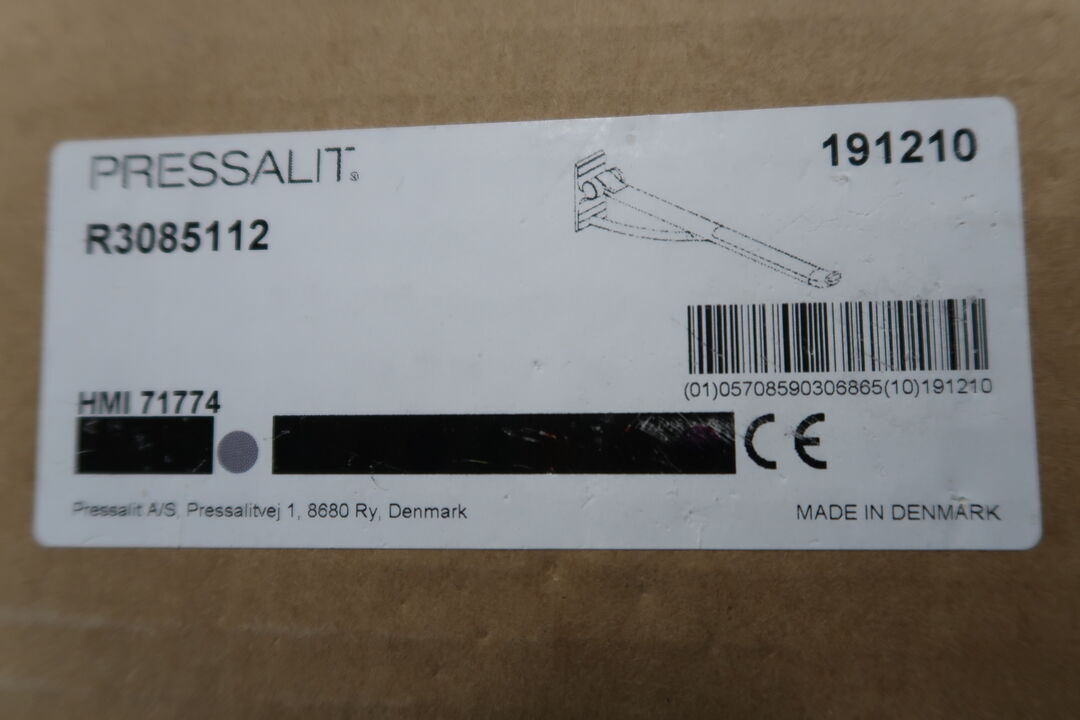 PRESSALIT®
191210
R3085112
(01)05708590306865(10)191210
HMI 71774
CE
Pressalit A/S, Pressalitvej 1, 8680 Ry, Denmark
MADE IN DENMARK